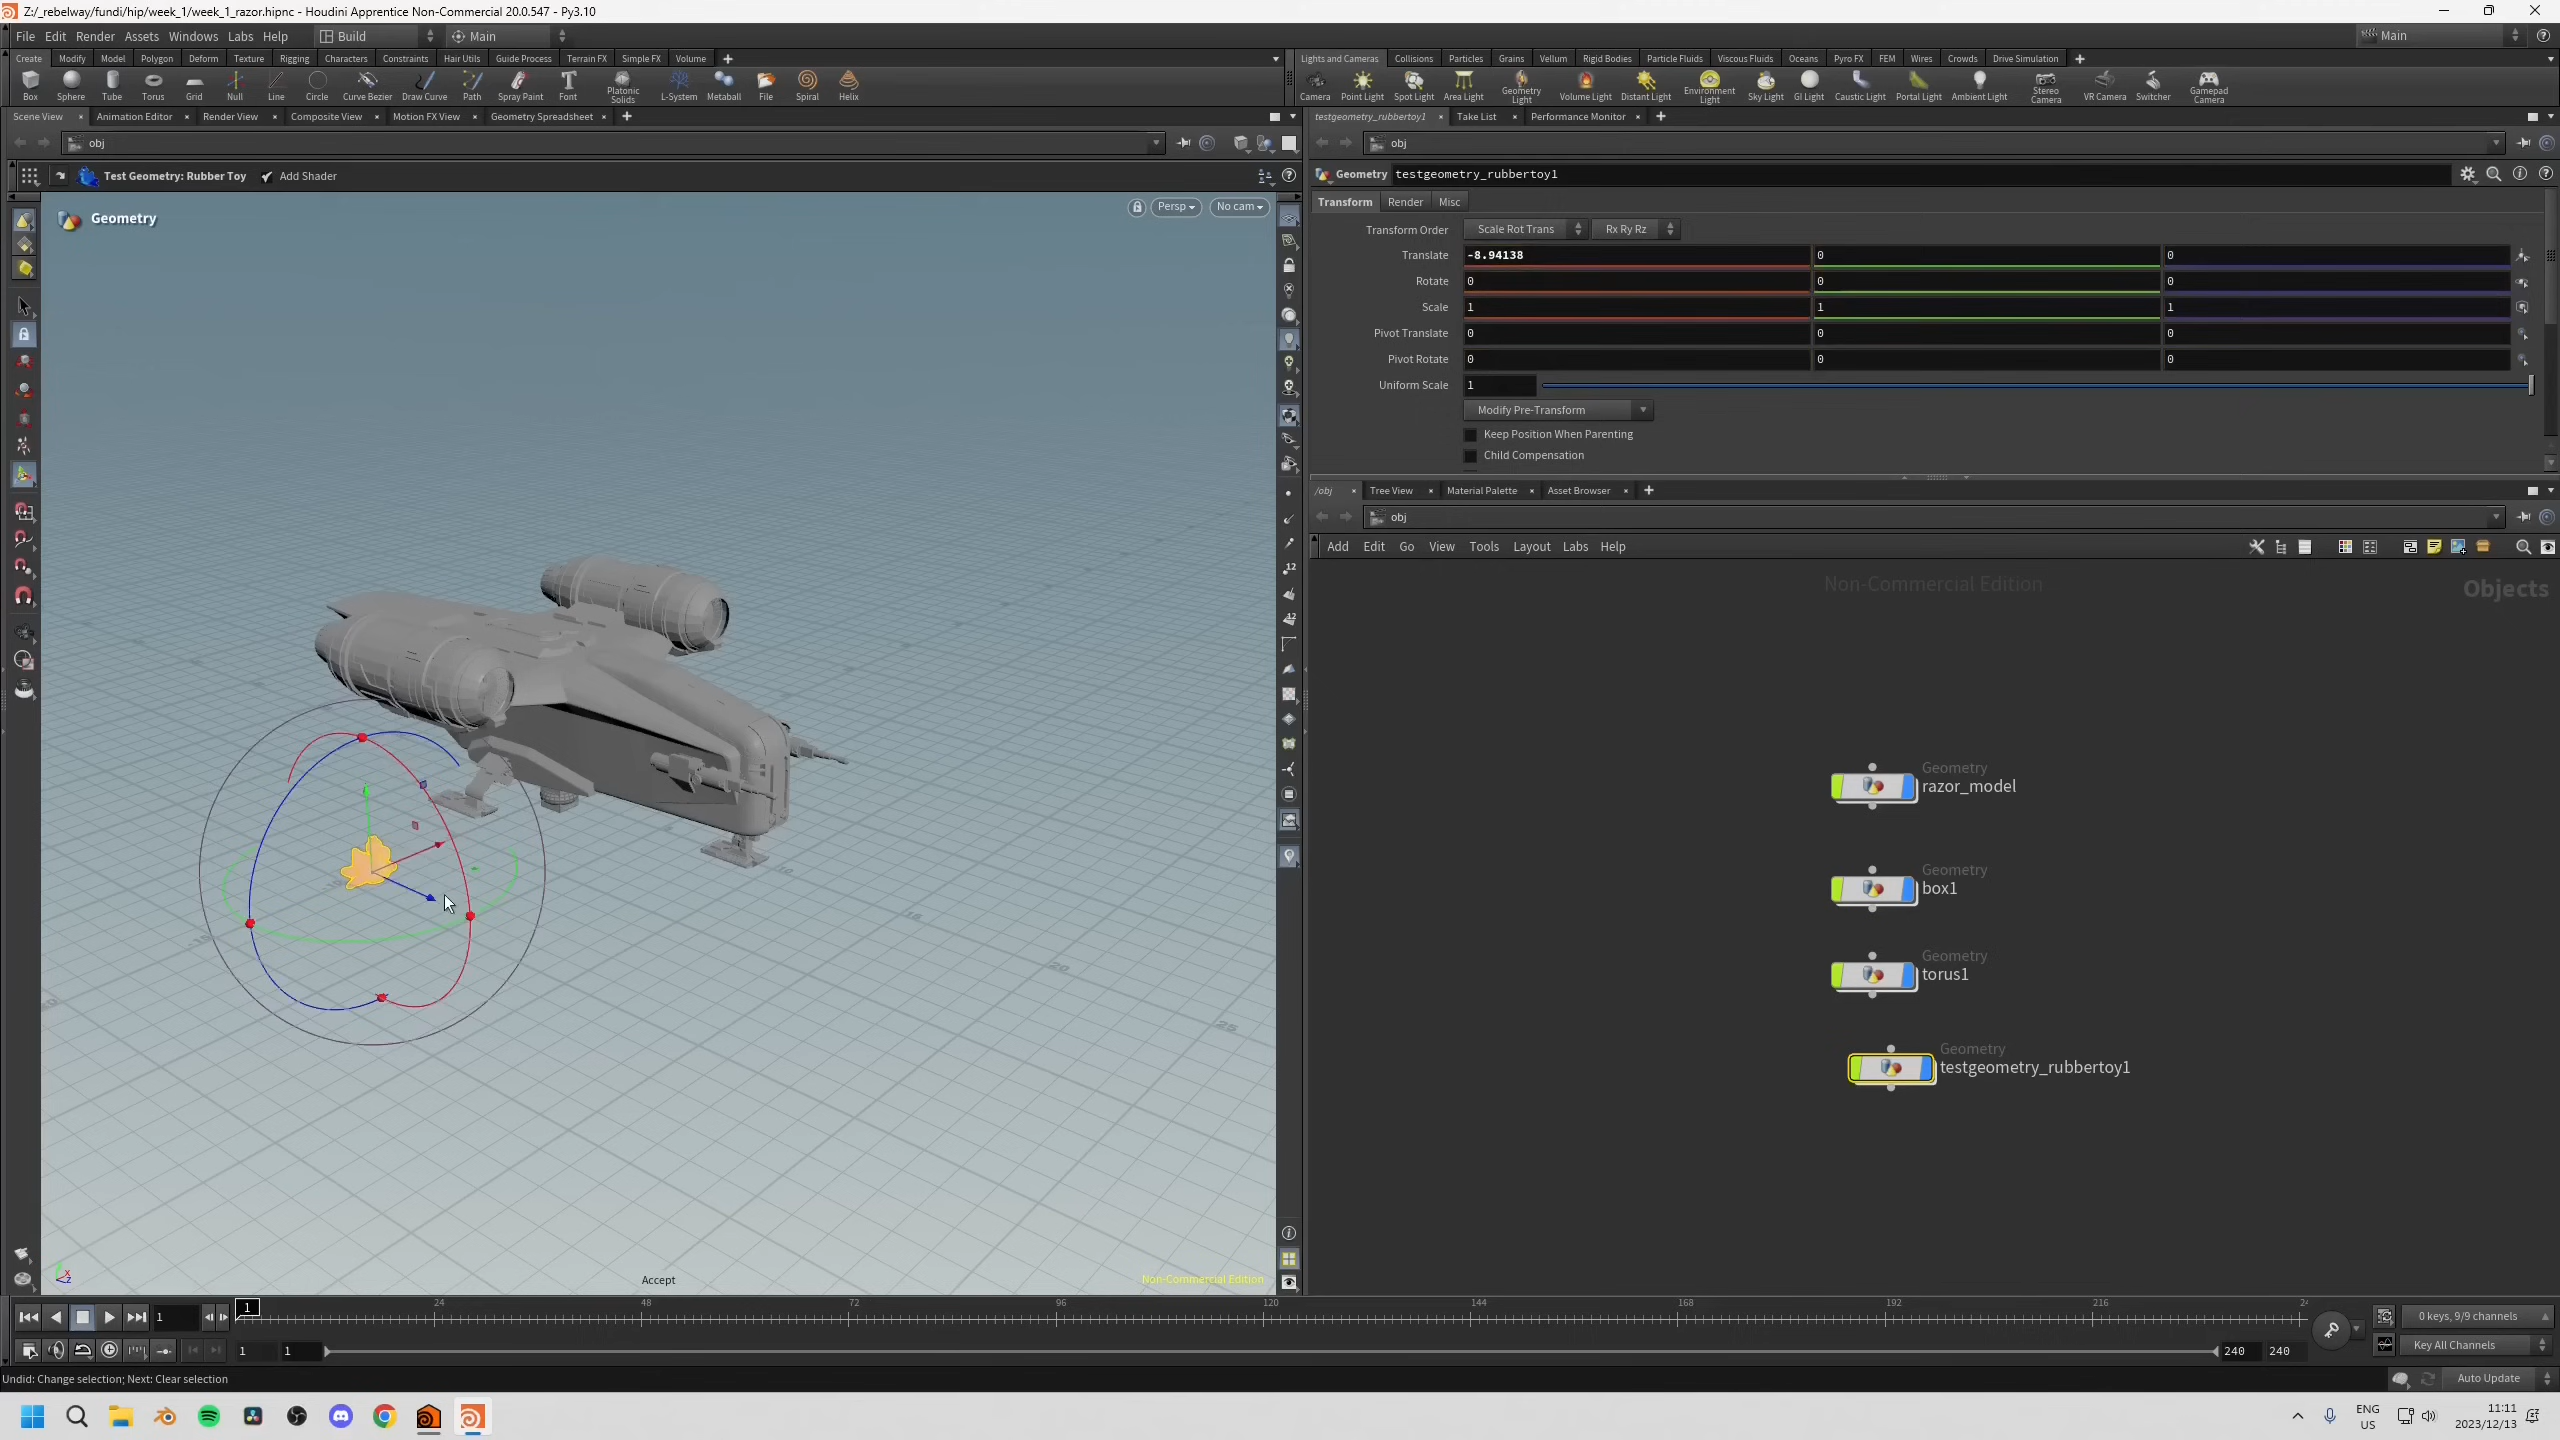 Z:/_rebelway/fundi/hip/week_1/week_1_razor.hipnc - Houdini Apprentice Non-Commercial 20.0.547 - Py3.10
File Edit Render Assets Windows Labs Help Build Main Main
Create Modify Model Polygon Deform Texture Rigging Characters Constraints Hair Utils Guide Process Terrain FX Simple FX Volume
Lights and Cameras Collisions Particles Grains Vellum Rigid Bodies Particle Fluids Viscous Fluids Oceans Pyro FX FEM Wires Crowds Drive Simulation
Box Sphere Tube Torus Grid Null Line Circle Curve Bezier Draw Curve Path Spray Paint Font Platonic Solids L-System Metaball File Spiral Helix
Camera Point Light Spot Light Area Light Geometry Light Volume Light Distant Light Environment Light Sky Light GI Light Caustic Light Portal Light Ambient Light Stereo Camera VR Camera Switcher Gamepad Camera
Scene View Animation Editor Render View Composite View Motion FX View Geometry Spreadsheet
testgeometry_rubbertoy1 Take List Performance Monitor
obj
obj
Test Geometry: Rubber Toy Add Shader
Geometry testgeometry_rubbertoy1
Geometry
Persp No cam
Transform Render Misc
Transform Order Scale Rot Trans Rx Ry Rz
Translate -8.94138 0 0
Rotate 0 0 0
Scale 1 1 1
Pivot Translate 0 0 0
Pivot Rotate 0 0 0
Uniform Scale 1
Modify Pre-Transform
Keep Position When Parenting
Child Compensation
/obj Tree View Material Palette Asset Browser
obj
Add Edit Go View Tools Layout Labs Help
Non-Commercial Edition
Objects
Geometry
razor_model
Geometry
box1
Geometry
torus1
Geometry
testgeometry_rubbertoy1
12
12
15
20
25
Accept
Non-Commercial Edition
1 1 24 48 72 96 120 144 168 192 216
0 keys, 9/9 channels
1 1 240 240
Key All Channels
Undid: Change selection; Next: Clear selection
Auto Update
ENG
US
11:11
2023/12/13